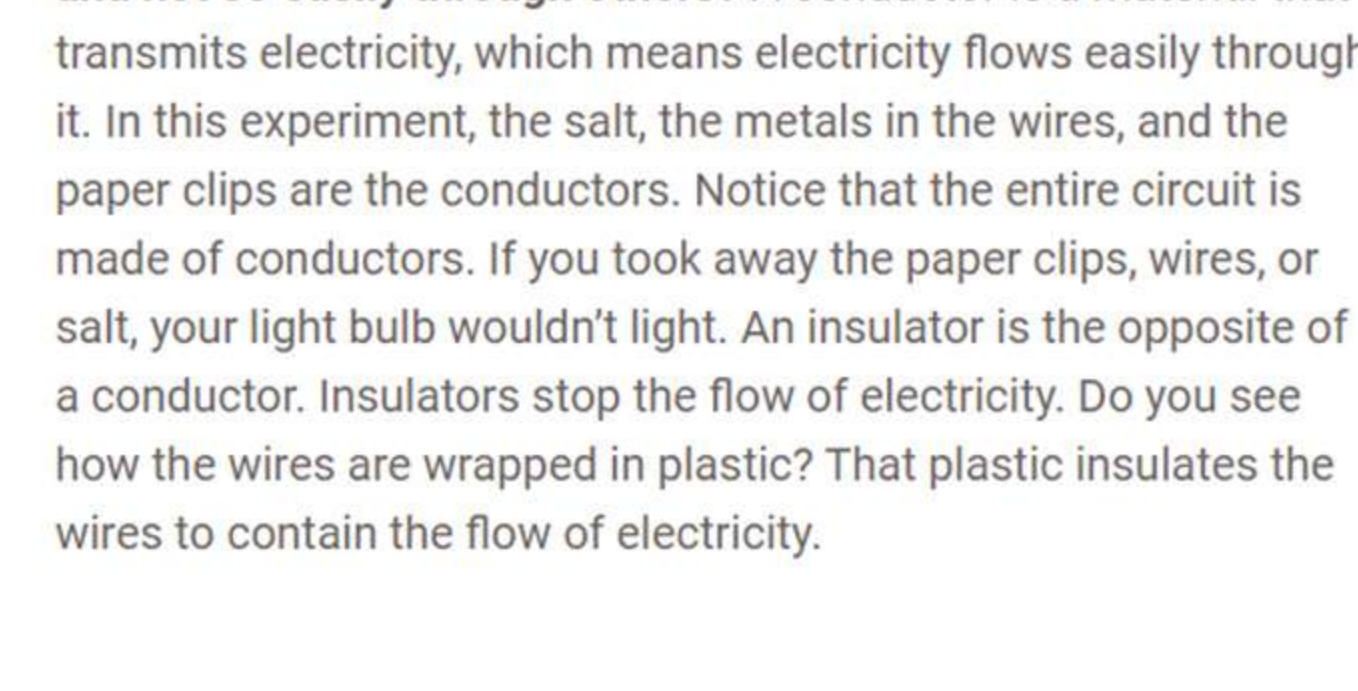 transmits electricity, which means electricity flows easily through
it. In this experiment, the salt, the metals in the wires, and the
paper clips are the conductors. Notice that the entire circuit is
made of conductors. If you took away the paper clips, wires, or
salt, your light bulb wouldn’t light. An insulator is the opposite of
a conductor. Insulators stop the flow of electricity. Do you see
how the wires are wrapped in plastic? That plastic insulates the
wires to contain the flow of electricity.